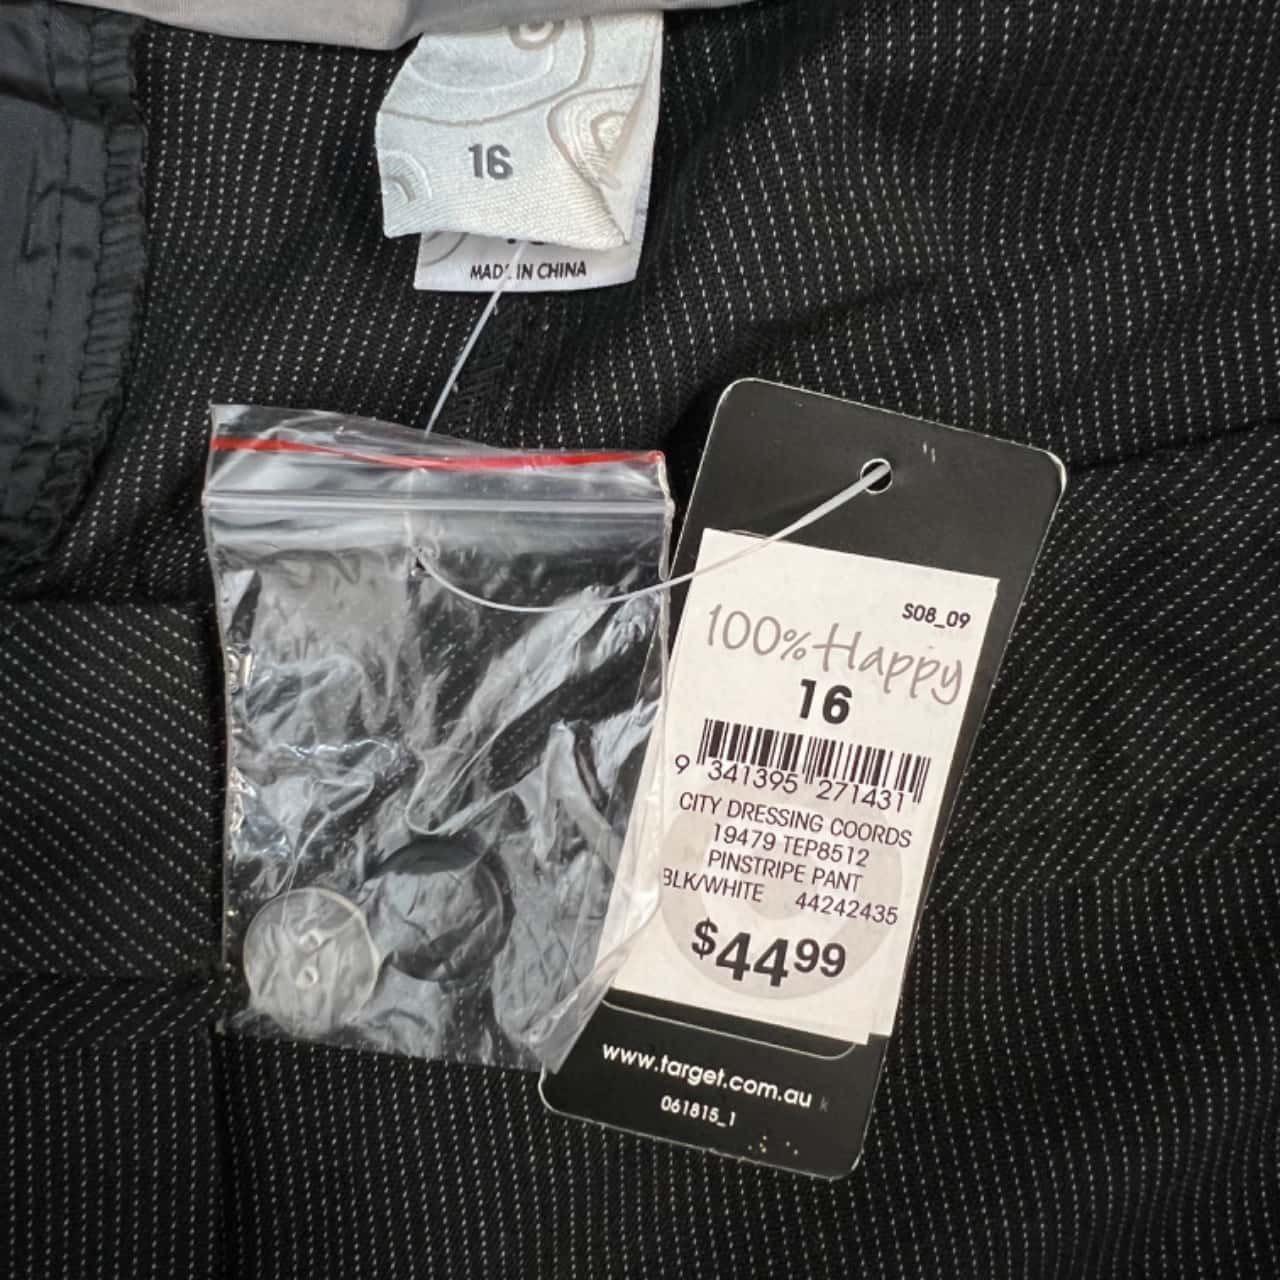 16
MADE IN CHINA
S08_09
100% Happy
16
9 341395 271431
CITY DRESSING COORDS
19479 TEP8512
PINSTRIPE PANT
BLK/WHITE 44242435
$44.99
www.target.com.au
061815_1